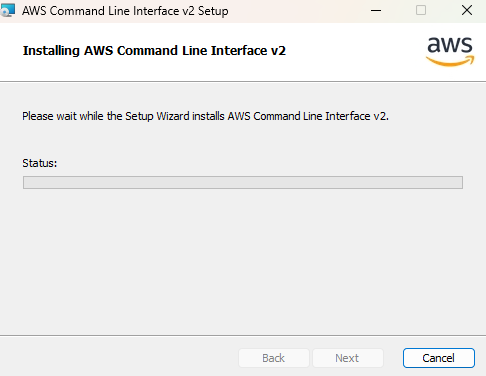 AWS Command Line Interface v2 Setup
Installing AWS Command Line Interface v2
aws
Please wait while the Setup Wizard installs AWS Command Line Interface v2.
Status:
Back
Next
Cancel